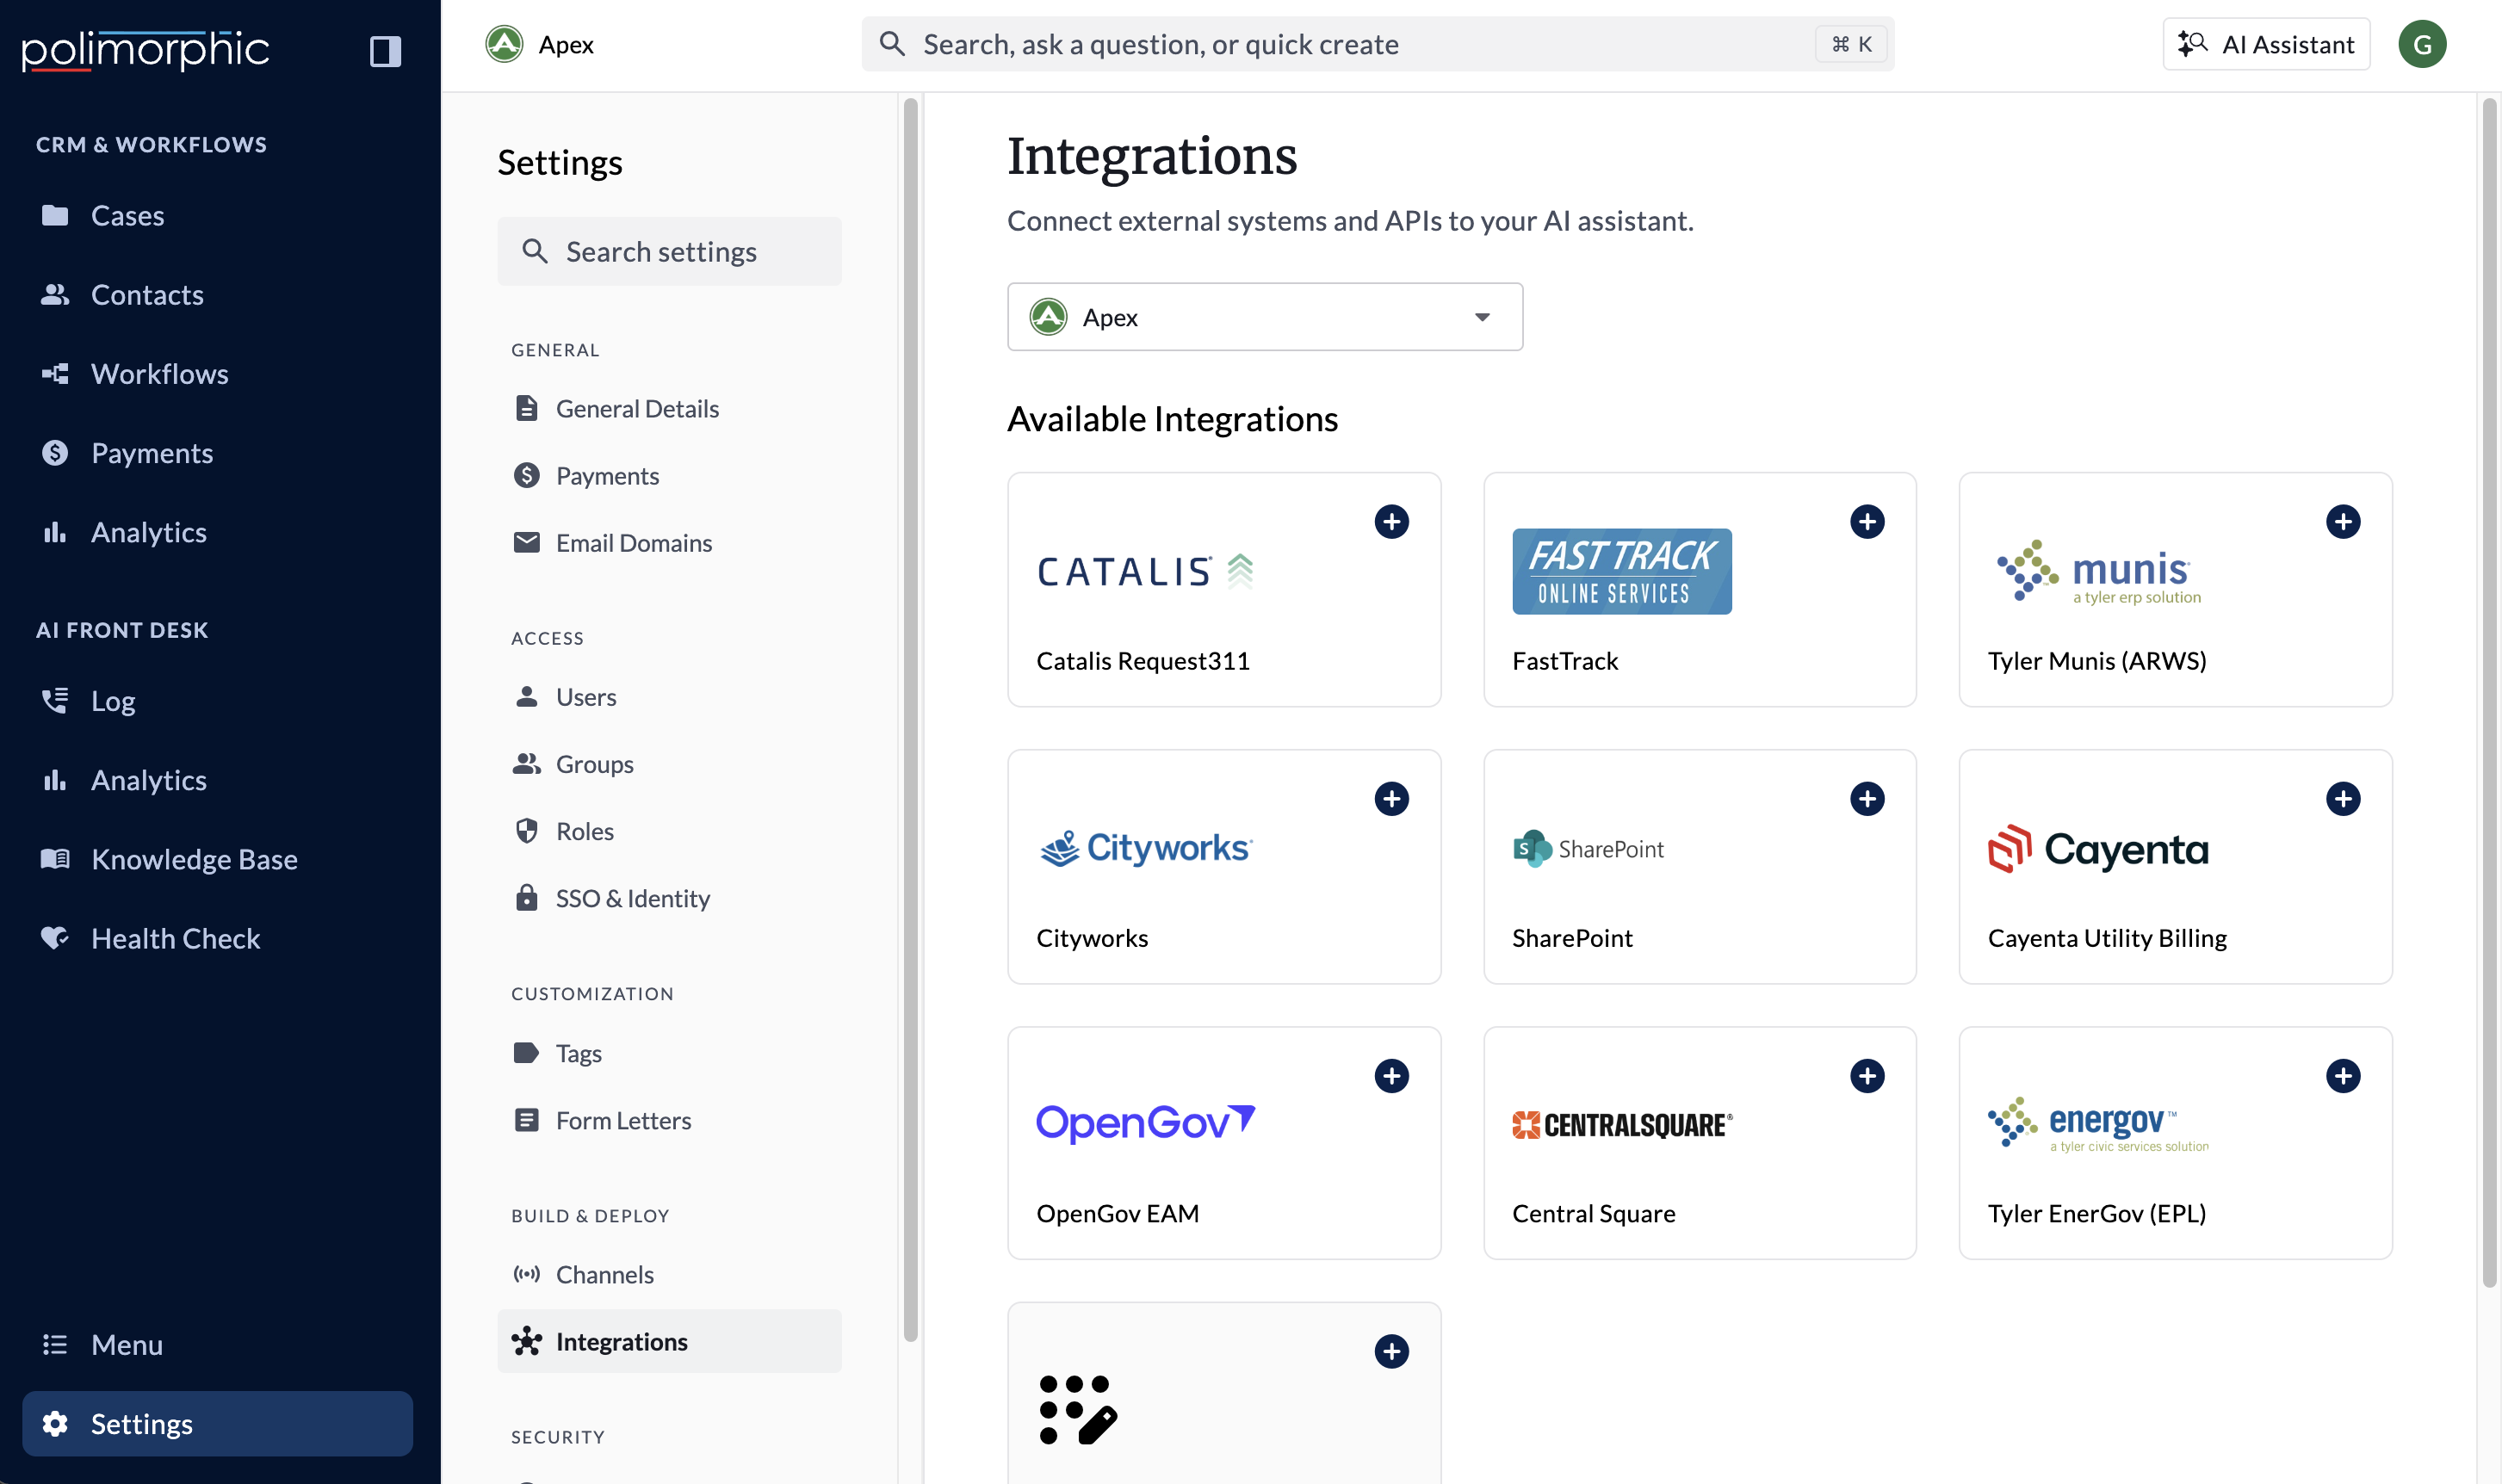 polimorphic
CRM & WORKFLOWS
Cases
Contacts
Workflows
Payments
Analytics
AI FRONT DESK
Log
Analytics
Knowledge Base
Health Check
Menu
Settings
Apex
Search, ask a question, or quick create
⌘ K
AI Assistant
G
Settings
Search settings
GENERAL
General Details
Payments
Email Domains
ACCESS
Users
Groups
Roles
SSO & Identity
CUSTOMIZATION
Tags
Form Letters
BUILD & DEPLOY
Channels
Integrations
SECURITY
Integrations
Connect external systems and APIs to your AI assistant.
Apex
Available Integrations
CATALIS
Catalis Request311
FAST TRACK
ONLINE SERVICES
FastTrack
munis
a tyler erp solution
Tyler Munis (ARWS)
Cityworks
Cityworks
S SharePoint
SharePoint
Cayenta
Cayenta Utility Billing
OpenGov
OpenGov EAM
CENTRALSQUARE®
Central Square
energov™
a tyler civic services solution
Tyler EnerGov (EPL)